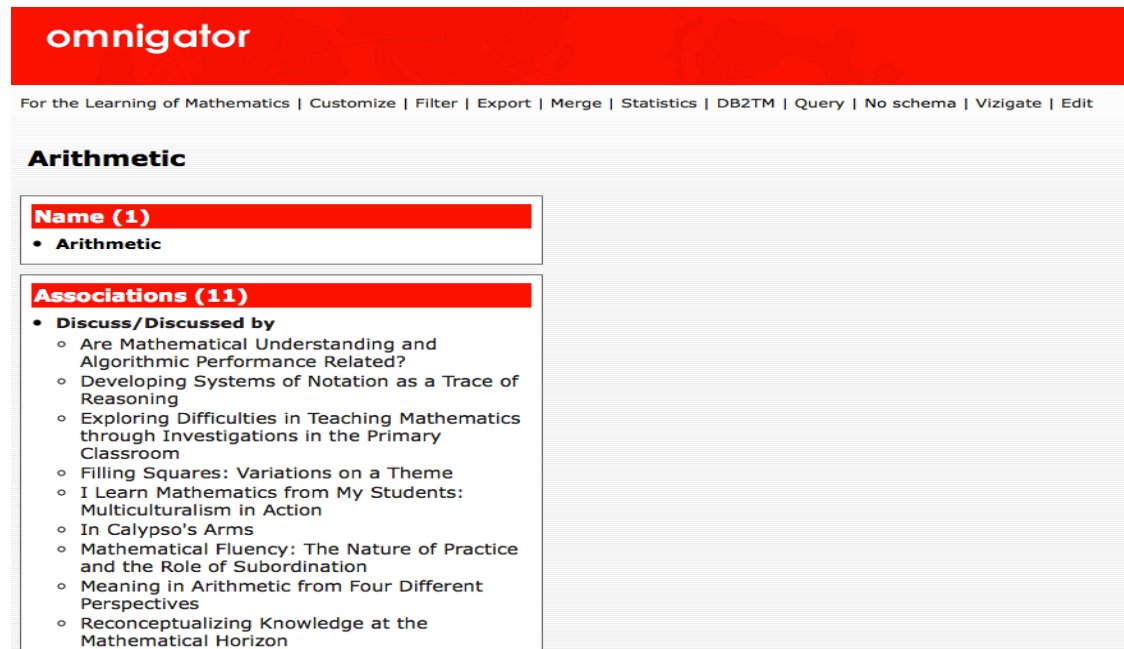 omnigator
For the Learning of Mathematics | Customize | Filter | Export | Merge | Statistics | DB2TM | Query | No schema | Vizigate | Edit
Arithmetic
Name (1)
• Arithmetic
Associations (11)
• Discuss/Discussed by
◦ Are Mathematical Understanding and
Algorithmic Performance Related?
◦ Developing Systems of Notation as a Trace of
Reasoning
◦ Exploring Difficulties in Teaching Mathematics
through Investigations in the Primary
Classroom
◦ Filling Squares: Variations on a Theme
◦ I Learn Mathematics from My Students:
Multiculturalism in Action
◦ In Calypso's Arms
◦ Mathematical Fluency: The Nature of Practice
and the Role of Subordination
◦ Meaning in Arithmetic from Four Different
Perspectives
◦ Reconceptualizing Knowledge at the
Mathematical Horizon